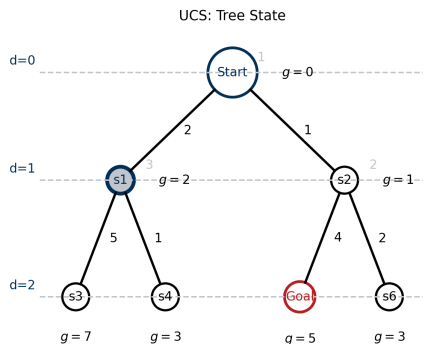 UCS: Tree State
d=0
Start
1
g=0
2
1
d=1
s1
3
g=2
s2
2
g=1
5
1
4
2
d=2
s3
s4
Goal
s6
g=7
g=3
g=5
g=3